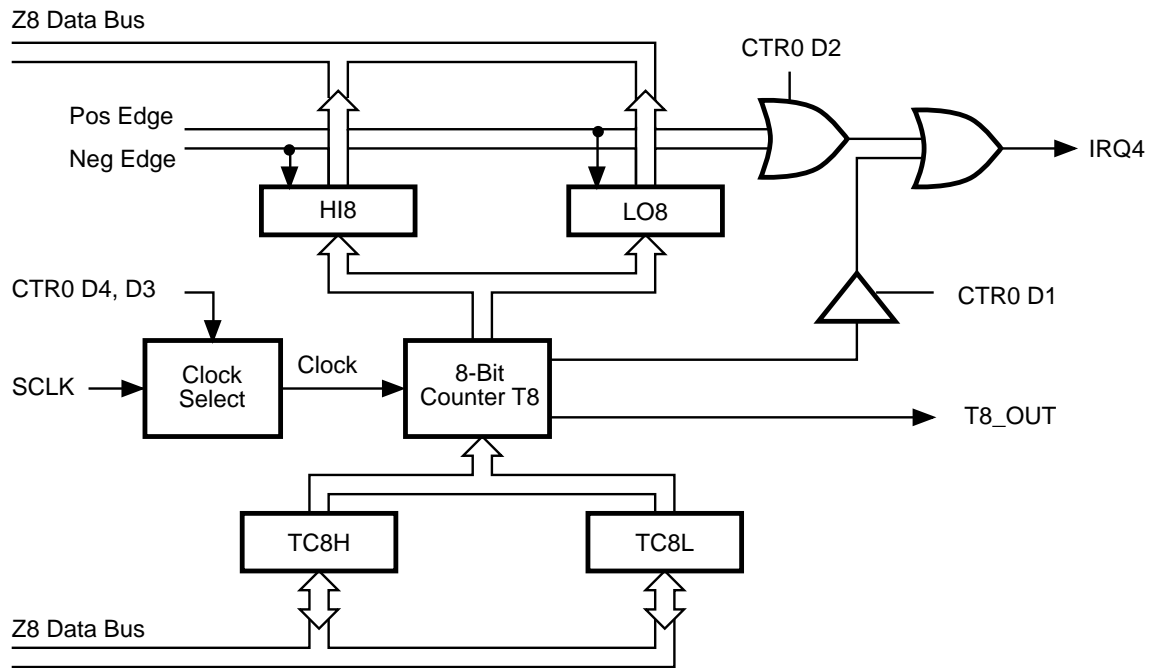 Z8 Data Bus
CTR0 D2
Pos Edge
Neg Edge
IRQ4
HI8
LO8
CTR0 D4, D3
CTR0 D1
SCLK
Clock
Select
Clock
8-Bit
Counter T8
T8_OUT
TC8H
TC8L
Z8 Data Bus